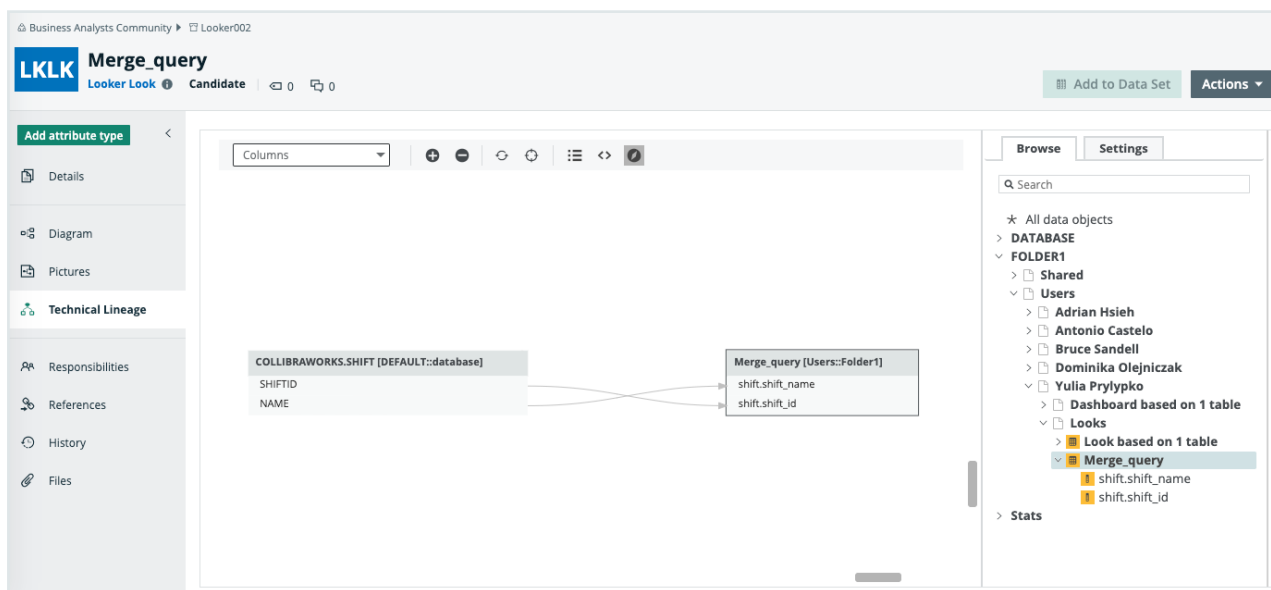 Business Analysts Community Looker002
LKLK
Merge_query
Looker Look Candidate 0 0
Add to Data Set
Actions
Add attribute type
Details
Diagram
Pictures
Technical Lineage
Responsibilities
References
History
Files
Columns
COLLIBRAWORKS.SHIFT [DEFAULT::database]
SHIFTID
NAME
Merge_query [Users::Folder1]
shift.shift_name
shift.shift_id
Browse Settings
Search
All data objects
DATABASE
FOLDER1
Shared
Users
Adrian Hsieh
Antonio Castelo
Bruce Sandell
Dominika Olejniczak
Yulia Prylypko
Dashboard based on 1 table
Looks
Look based on 1 table
Merge_query
shift.shift_name
shift.shift_id
Stats